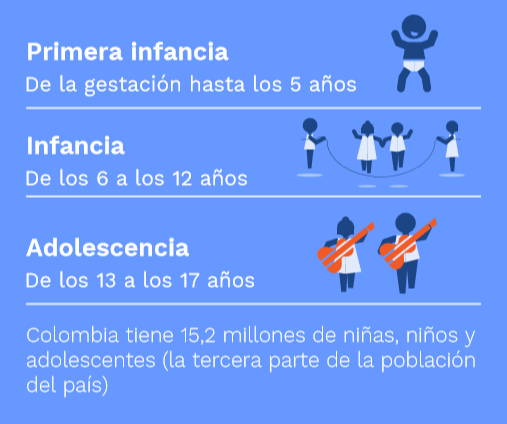 Primera infancia
De la gestación hasta los 5 años
Infancia
De los 6 a los 12 años
Adolescencia
De los 13 a los 17 años
Colombia tiene 15,2 millones de niñas, niños y
adolescentes (la tercera parte de la población
del país)